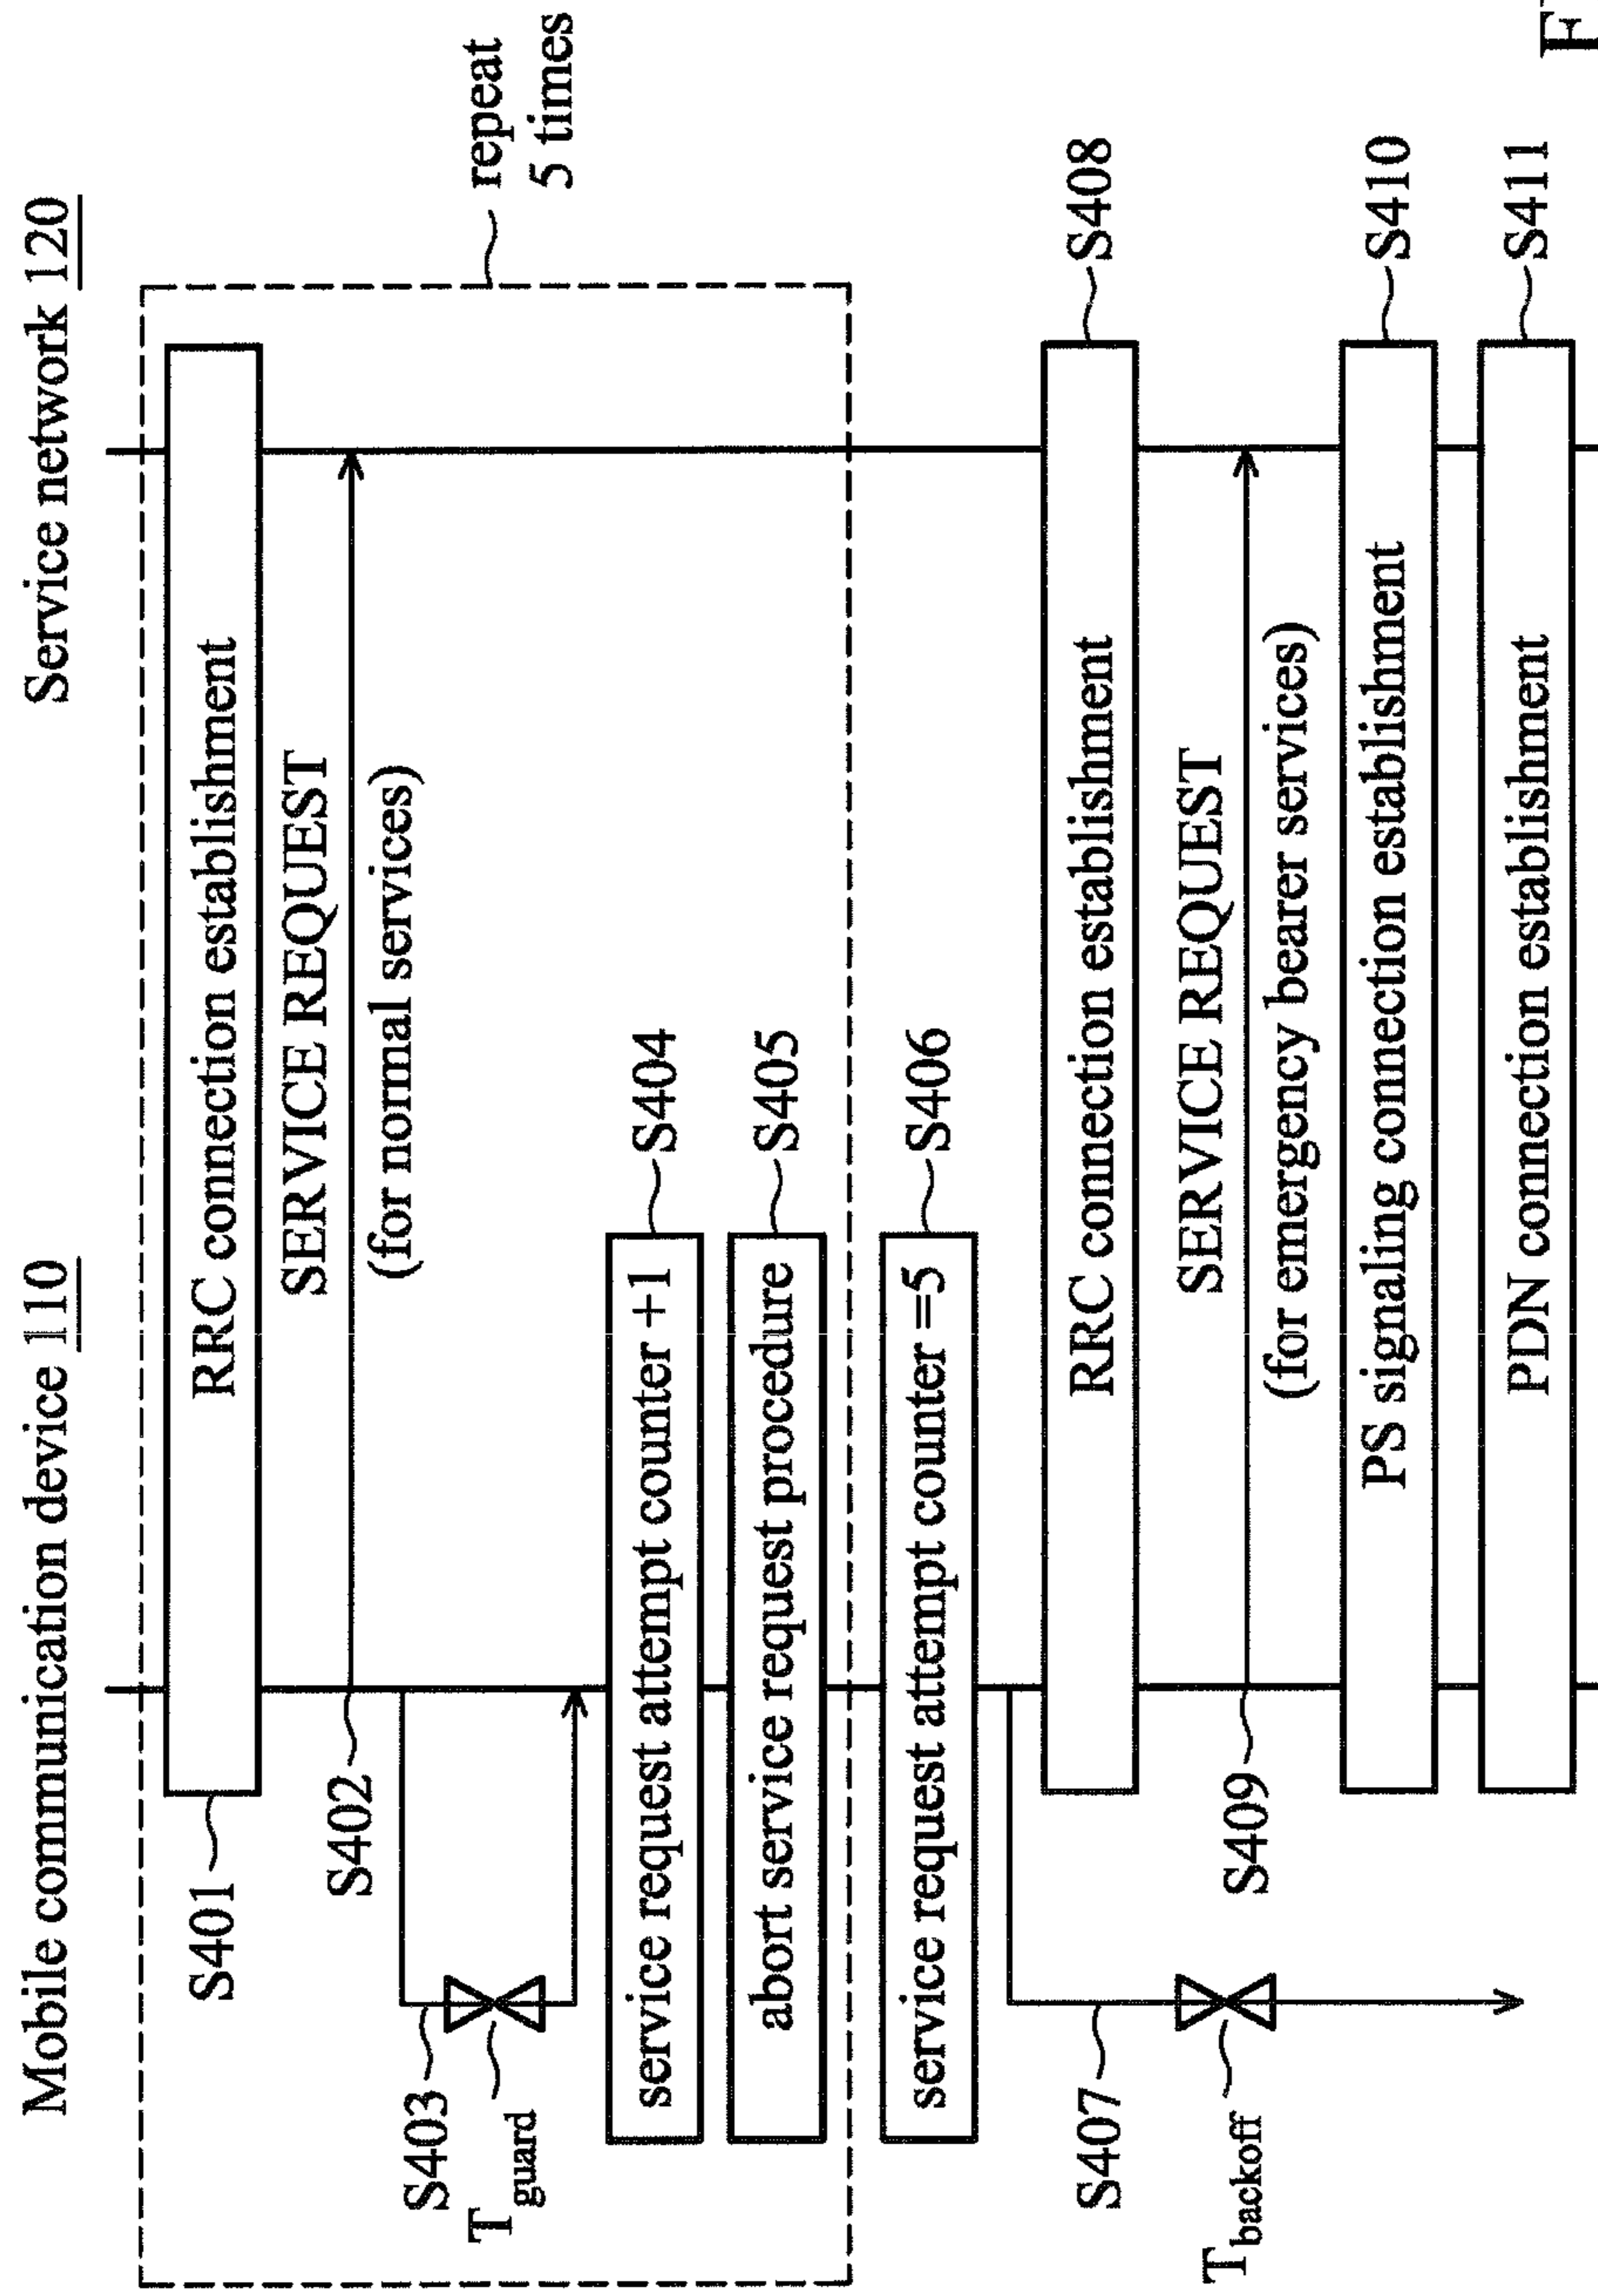 Mobile communication device 110
Service network 120
S401
RRC connection establishment
repeat
5 times
S402
SERVICE REQUEST
(for normal services)
S403
T guard
service request attempt counter +1
S404
abort service request procedure
S405
service request attempt counter =5
S406
S407
T backoff
RRC connection establishment
S408
S409
SERVICE REQUEST
(for emergency bearer services)
PS signaling connection establishment
S410
PDN connection establishment
S411